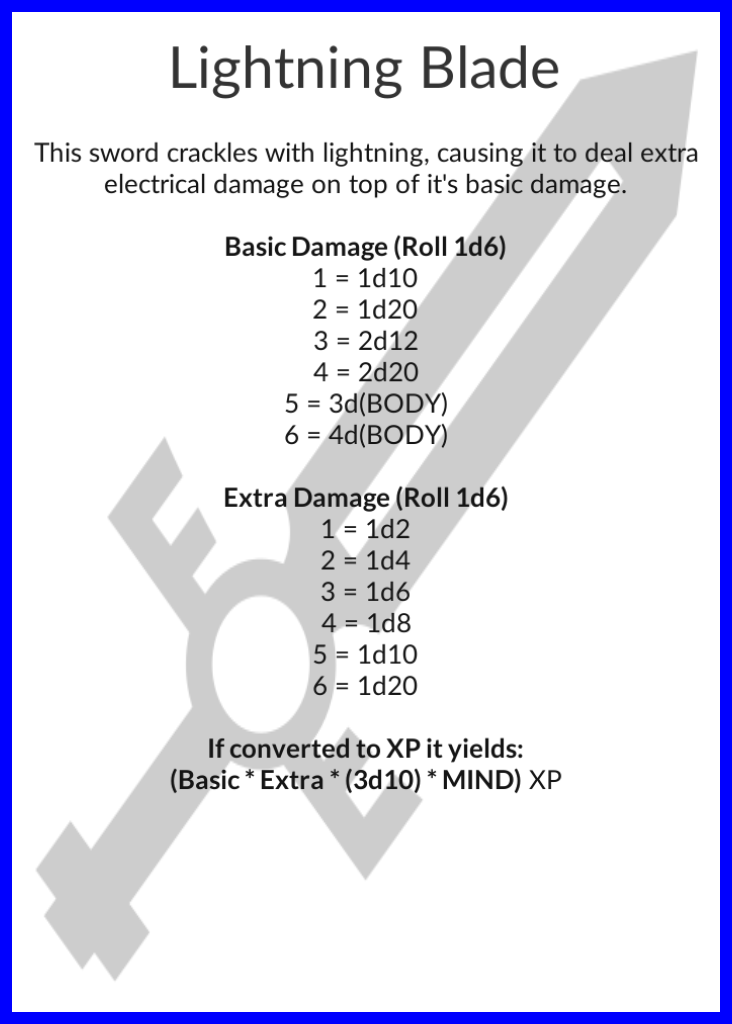 Lightning Blade
This sword crackles with lightning, causing it to deal extra
electrical damage on top of it's basic damage.
Basic Damage (Roll 1d6)
1 = 1d10
2 = 1d20
3 = 2d12
4 = 2d20
5 = 3d(BODY)
6 = 4d(BODY)
Extra Damage (Roll 1d6)
1 = 1d2
2 = 1d4
3 = 1d6
4 = 1d8
5 = 1d10
6 = 1d20
If converted to XP it yields:
(Basic * Extra * (3d10) * MIND) XP